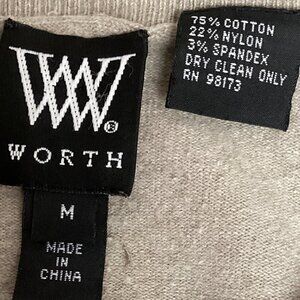 W
®
WORTH
M
MADE
IN
CHINA
75% COTTON
22% NYLON
3% SPANDEX
DRY CLEAN ONLY
RN 98173